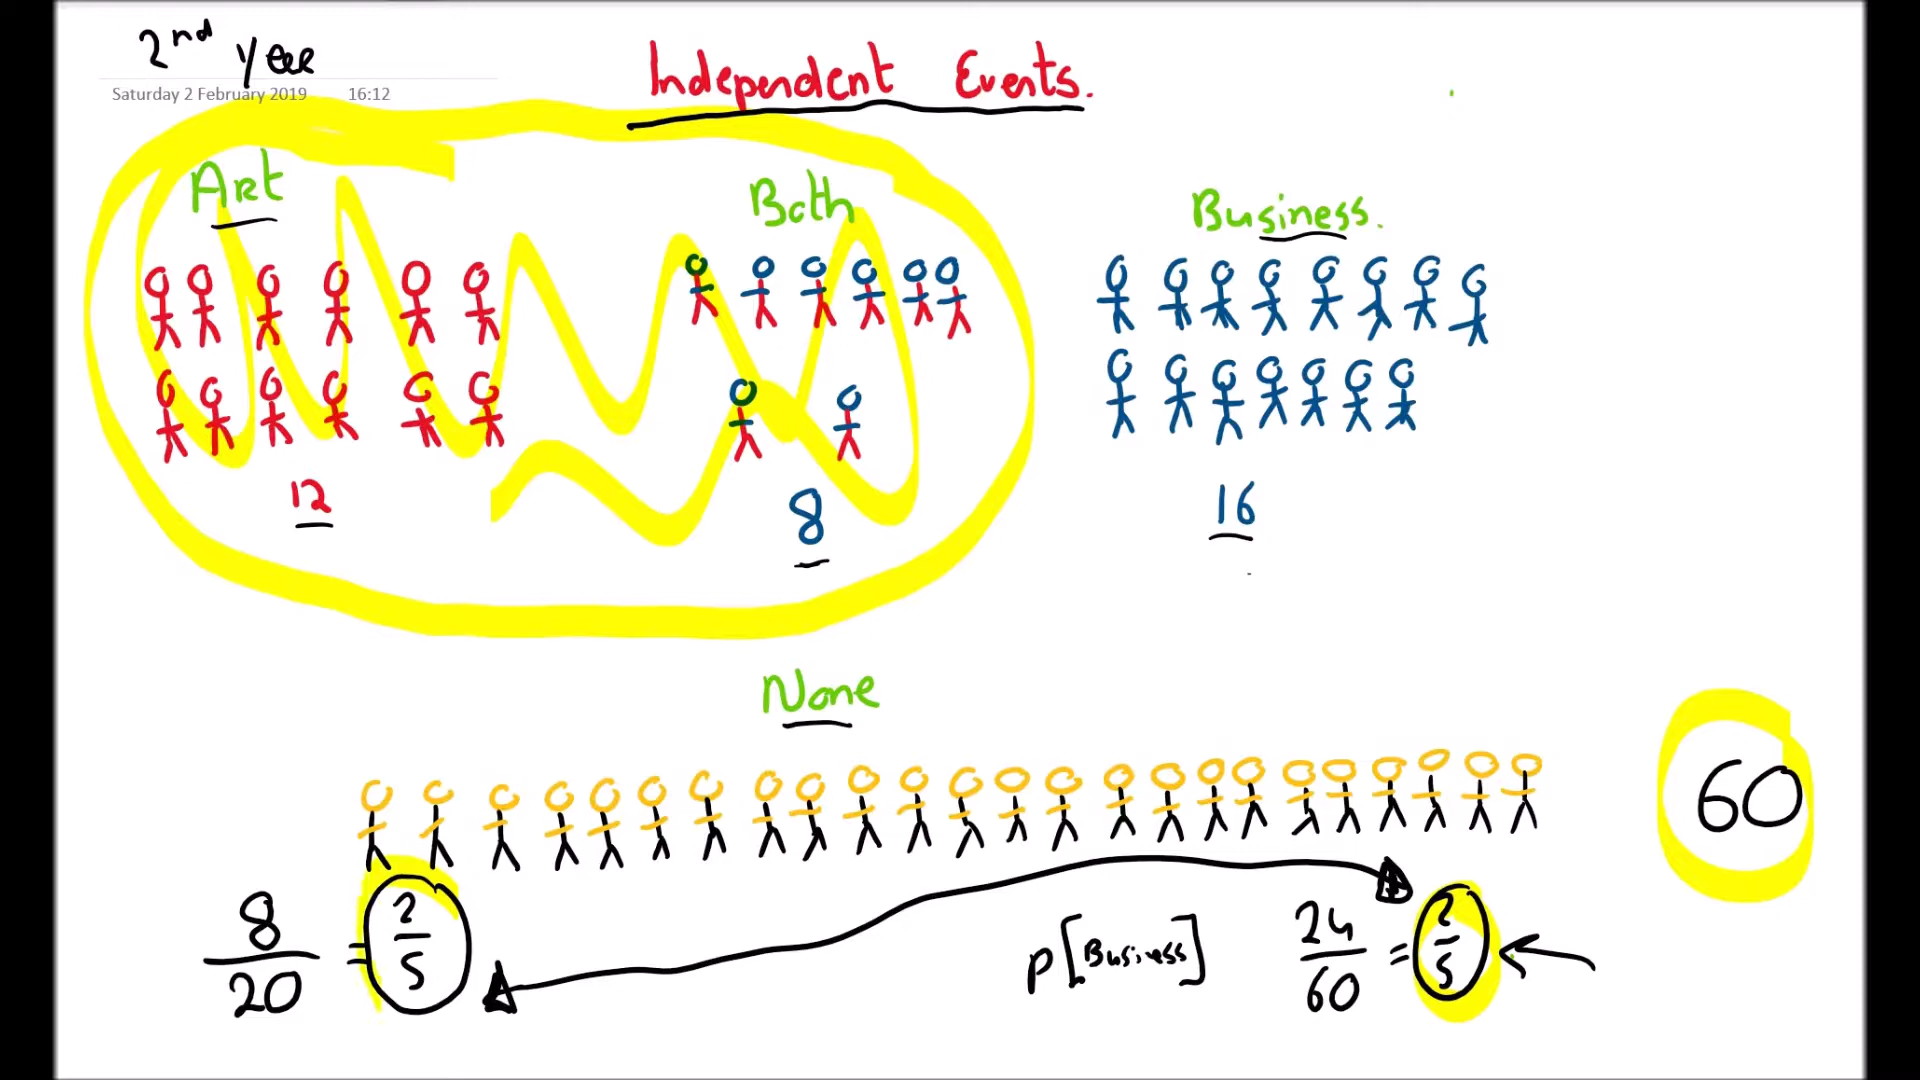 2nd year
Saturday 2 February 2019 16:12
Independent Events.
Art
Both
Business.
12
8
16
None
60
8/20 = 2/5
P[Business] 24/60 = 2/5